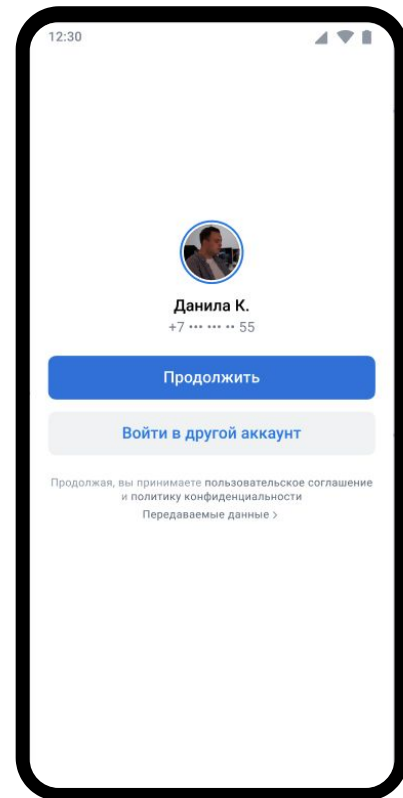 12:30
Данила К.
+7 ··· ··· ·· 55
Продолжить
Войти в другой аккаунт
Продолжая, вы принимаете пользовательское соглашение
и политику конфиденциальности
Передаваемые данные >